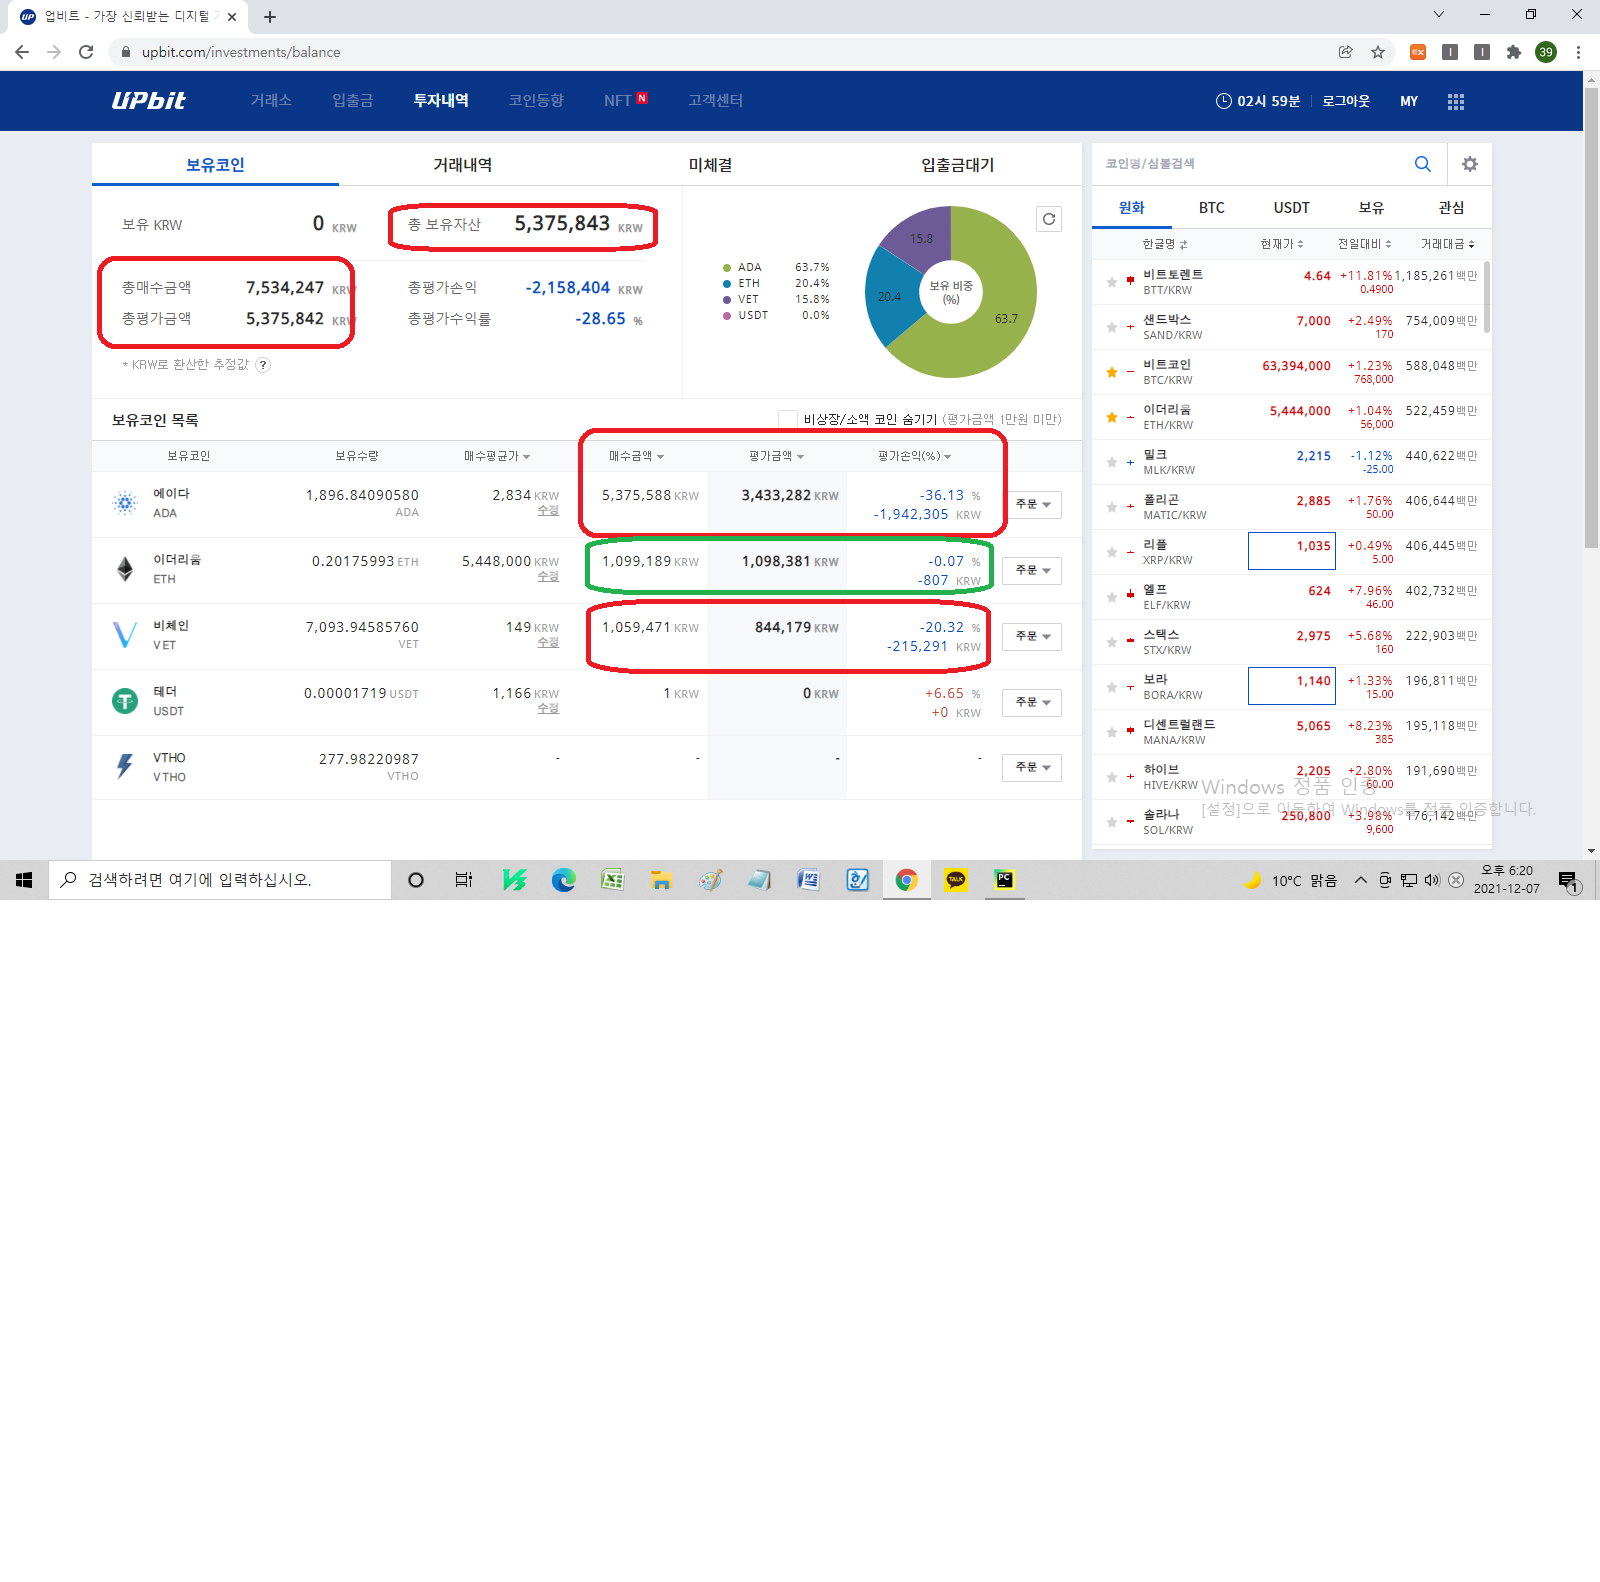 업비트 - 가장 신뢰받는 디지털
upbit.com/investments/balance
EX
39
UPbit 거래소 입출금 투자내역 코인동향 NFT N 고객센터 02시 59분 로그아웃 MY
보유코인 거래내역 미체결 입출금대기
보유 KRW 0 KRW 총 보유자산 5,375,843 KRW
총매수금액 7,534,247 KRW 총평가손익 -2,158,404 KRW
총평가금액 5,375,842 KRW 총평가수익률 -28.65 %
* KRW로 환산한 추정값 ?
ADA 63.7%
ETH 20.4%
VET 15.8%
USDT 0.0%
보유 비중
(%)
15.8
20.4
63.7
보유코인 목록 비상장/소액 코인 숨기기 (평가금액 1만원 미만)
보유코인 보유수량 매수평균가 매수금액 평가금액 평가손익(%)
에이다 1,896.84090580 2,834 KRW 5,375,588 KRW 3,433,282 KRW -36.13 % 주문
ADA ADA 수정 -1,942,305 KRW
이더리움 0.20175993 ETH 5,448,000 KRW 1,099,189 KRW 1,098,381 KRW -0.07 % 주문
ETH 수정 -807 KRW
비체인 7,093.94585760 149 KRW 1,059,471 KRW 844,179 KRW -20.32 % 주문
VET VET 수정 -215,291 KRW
테더 0.00001719 USDT 1,166 KRW 1 KRW 0 KRW +6.65 % 주문
USDT 수정 +0 KRW
VTHO 277.98220987 - - - - 주문
VTHO VTHO
코인명/심볼검색
원화 BTC USDT 보유 관심
한글명 현재가 전일대비 거래대금
비트토렌트 4.64 +11.81% 1,185,261백만
BTT/KRW 0.4900
샌드박스 7,000 +2.49% 754,009백만
SAND/KRW 170
비트코인 63,394,000 +1.23% 588,048백만
BTC/KRW 768,000
이더리움 5,444,000 +1.04% 522,459백만
ETH/KRW 56,000
밀크 2,215 -1.12% 440,622백만
MLK/KRW -25.00
폴리곤 2,885 +1.76% 406,644백만
MATIC/KRW 50.00
리플 1,035 +0.49% 406,445백만
XRP/KRW 5.00
엘프 624 +7.96% 402,732백만
ELF/KRW 46.00
스택스 2,975 +5.68% 222,903백만
STX/KRW 160
보라 1,140 +1.33% 196,811백만
BORA/KRW 15.00
디센트럴랜드 5,065 +8.23% 195,118백만
MANA/KRW 385
하이브 2,205 +2.80% 191,690백만
HIVE/KRW 60.00
솔라나 250,800 +3.98% 176,142백만
SOL/KRW 9,600
Windows 정품 인증
[설정]으로 이동하여 Windows를 정품 인증합니다.
검색하려면 여기에 입력하십시오.
TALK
PC
10°C 맑음
오후 6:20
2021-12-07
1